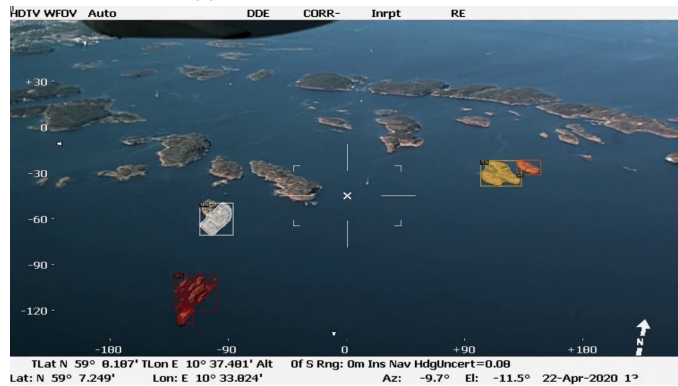 HDTV WFOV Auto DDE CORR- Inrpt RE
+30
0
-30
-60
-90
-120
-180 -90 0 +90 +180
N
TLat N 59° 8.187' TLon E 10° 37.481' Alt 0f S Rng: 0m Ins Nav HdgUncert=0.08
Lat: N 59° 7.249' Lon: E 10° 33.824' Az: -9.7° El: -11.5° 22-Apr-2020